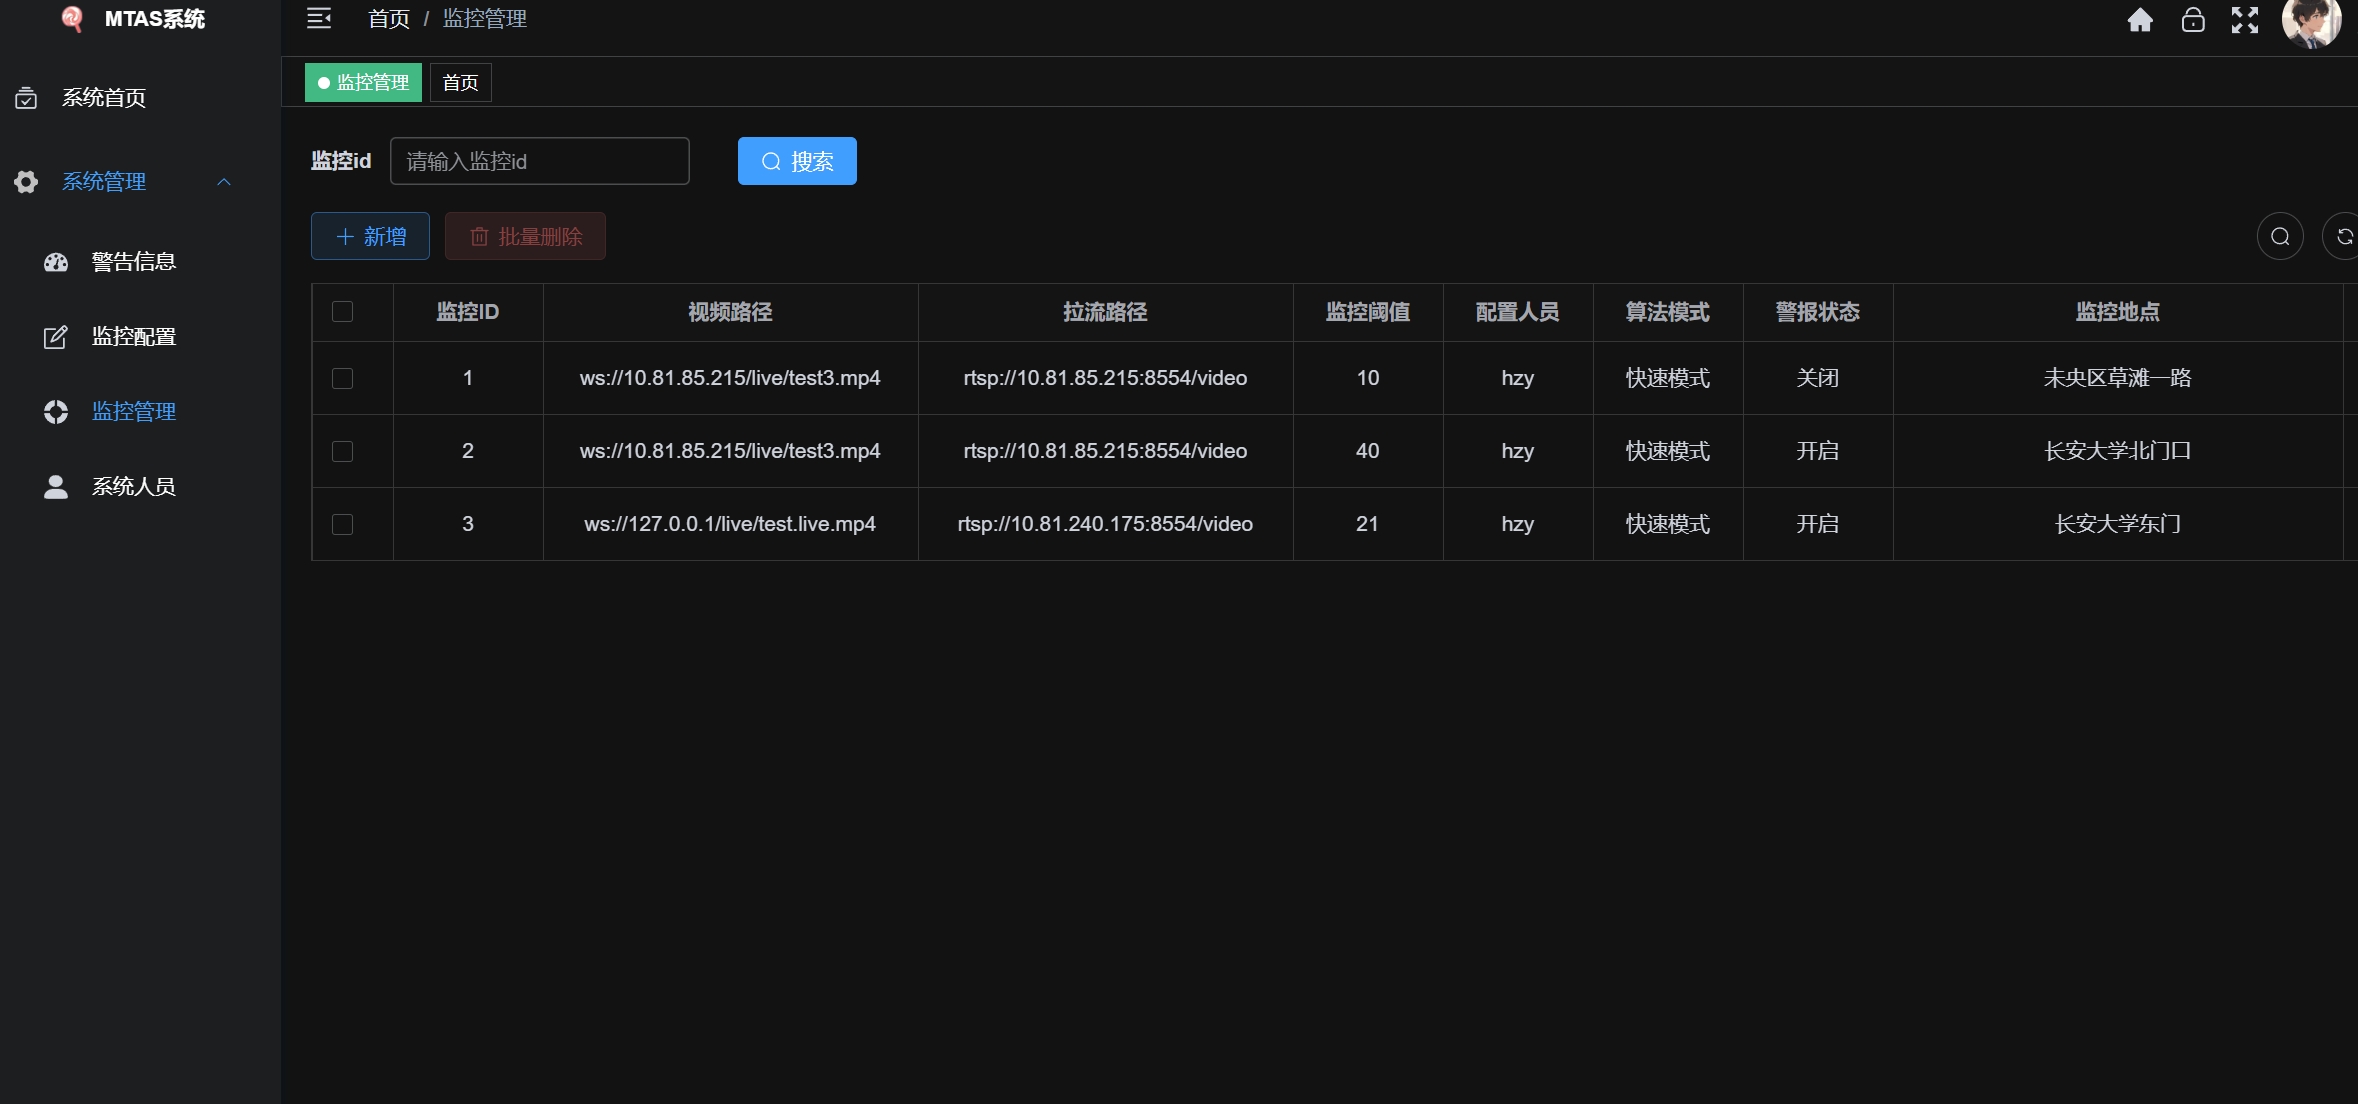 MTAS系统
首页 / 监控管理
监控管理 首页
系统首页
系统管理
警告信息
监控配置
监控管理
系统人员
监控id 请输入监控id 搜索
新增 批量删除
监控ID 视频路径 拉流路径 监控阈值 配置人员 算法模式 警报状态 监控地点
1 ws://10.81.85.215/live/test3.mp4 rtsp://10.81.85.215:8554/video 10 hzy 快速模式 关闭 未央区草滩一路
2 ws://10.81.85.215/live/test3.mp4 rtsp://10.81.85.215:8554/video 40 hzy 快速模式 开启 长安大学北门口
3 ws://127.0.0.1/live/test.live.mp4 rtsp://10.81.240.175:8554/video 21 hzy 快速模式 开启 长安大学东门